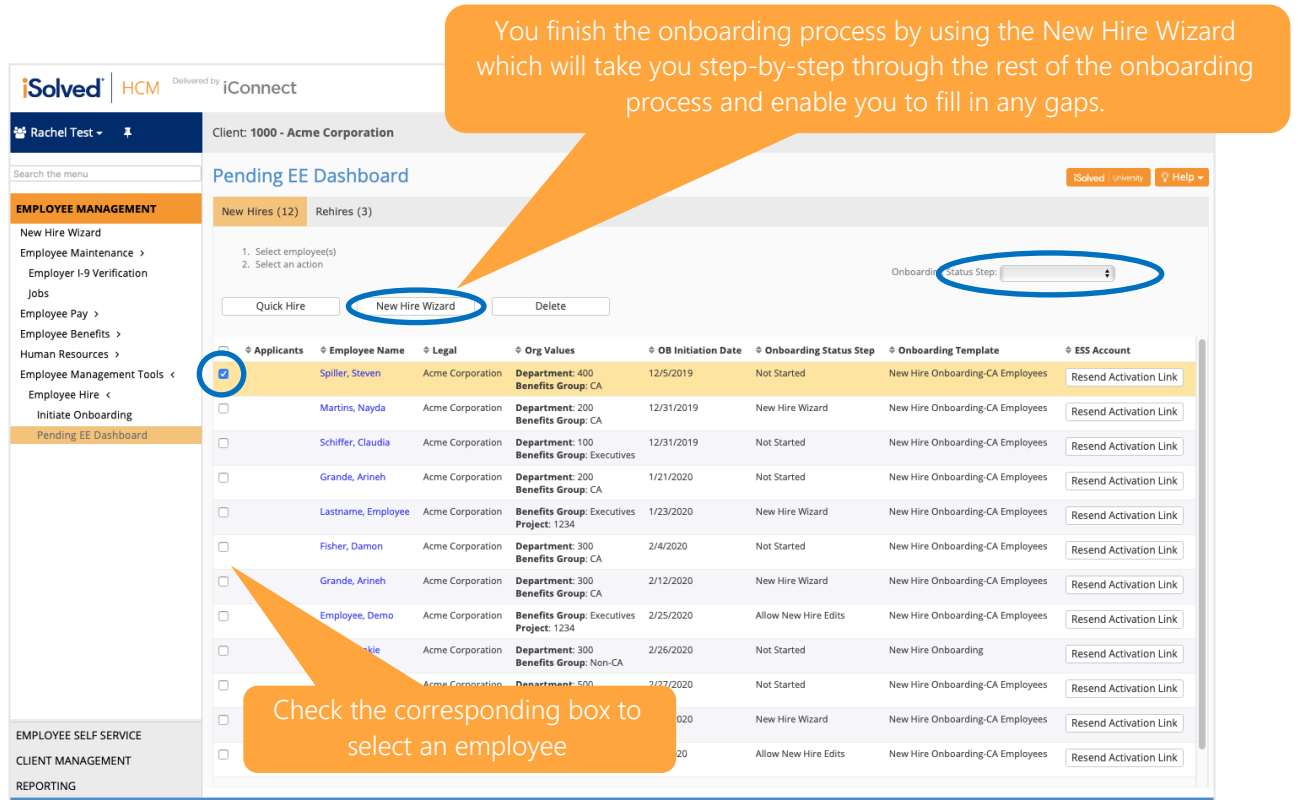 You finish the onboarding process by using the New Hire Wizard
which will take you step-by-step through the rest of the onboarding
process and enable you to fill in any gaps.
iSolved HCM Delivered by iConnect
Rachel Test
Client: 1000 - Acme Corporation
Search the menu
Pending EE Dashboard
iSolved University Help
EMPLOYEE MANAGEMENT
New Hire Wizard
Employee Maintenance >
Employer I-9 Verification
Jobs
Employee Pay >
Employee Benefits >
Human Resources >
Employee Management Tools <
Employee Hire <
Initiate Onboarding
Pending EE Dashboard
EMPLOYEE SELF SERVICE
CLIENT MANAGEMENT
REPORTING
New Hires (12) Rehires (3)
1. Select employee(s)
2. Select an action
Onboarding Status Step:
Quick Hire New Hire Wizard Delete
Applicants Employee Name Legal Org Values OB Initiation Date Onboarding Status Step Onboarding Template ESS Account
Spiller, Steven Acme Corporation Department: 400 12/5/2019 Not Started New Hire Onboarding-CA Employees Resend Activation Link
Benefits Group: CA
Martins, Nayda Acme Corporation Department: 200 12/31/2019 New Hire Wizard New Hire Onboarding-CA Employees Resend Activation Link
Benefits Group: CA
Schiffer, Claudia Acme Corporation Department: 100 12/31/2019 Not Started New Hire Onboarding-CA Employees Resend Activation Link
Benefits Group: Executives
Grande, Arineh Acme Corporation Department: 200 1/21/2020 Not Started New Hire Onboarding-CA Employees Resend Activation Link
Benefits Group: CA
Lastname, Employee Acme Corporation Benefits Group: Executives 1/23/2020 New Hire Wizard New Hire Onboarding-CA Employees Resend Activation Link
Project: 1234
Fisher, Damon Acme Corporation Department: 300 2/4/2020 Not Started New Hire Onboarding-CA Employees Resend Activation Link
Benefits Group: CA
Grande, Arineh Acme Corporation Department: 300 2/12/2020 New Hire Wizard New Hire Onboarding-CA Employees Resend Activation Link
Benefits Group: CA
Employee, Demo Acme Corporation Benefits Group: Executives 2/25/2020 Allow New Hire Edits New Hire Onboarding-CA Employees Resend Activation Link
Project: 1234
Acme Corporation Department: 300 2/26/2020 Not Started New Hire Onboarding Resend Activation Link
Benefits Group: Non-CA
Acme Corporation Department: 500 2/27/2020 Not Started New Hire Onboarding-CA Employees Resend Activation Link
New Hire Wizard New Hire Onboarding-CA Employees Resend Activation Link
Allow New Hire Edits New Hire Onboarding-CA Employees Resend Activation Link
Check the corresponding box to
select an employee